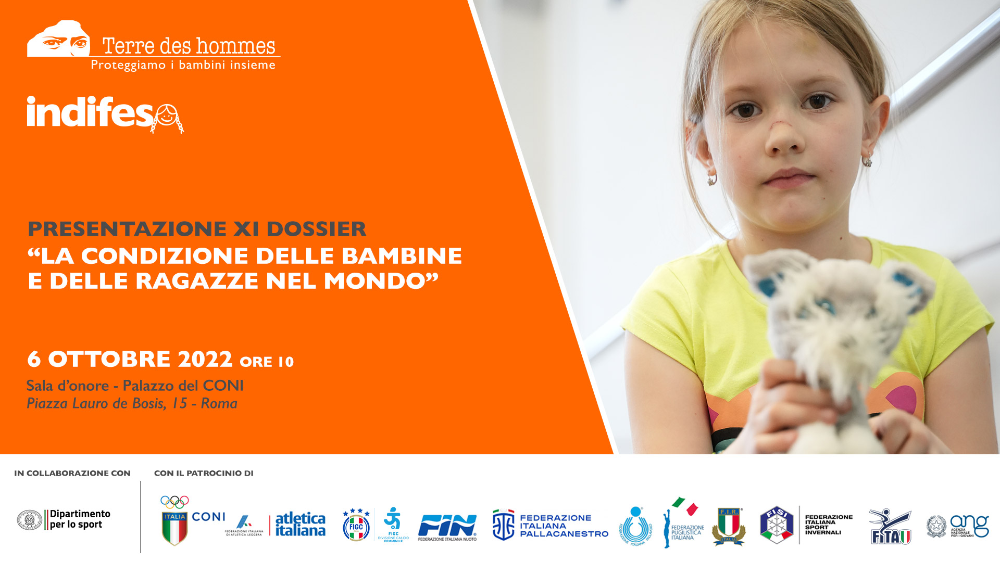 Terre des hommes
Proteggiamo i bambini insieme
indifesa
PRESENTAZIONE XI DOSSIER
“LA CONDIZIONE DELLE BAMBINE
E DELLE RAGAZZE NEL MONDO”
6 OTTOBRE 2022 ORE 10
Sala d’onore - Palazzo del CONI
Piazza Lauro de Bosis, 15 - Roma
IN COLLABORAZIONE CON
CON IL PATROCINIO DI
Dipartimento
per lo sport
ITALIA
CONI
FEDERAZIONE ITALIANA
DI ATLETICA LEGGERA
atletica
italiana
FIGC
FIGC
DIVISIONE CALCIO
FEMMINILE
FIN
FEDERAZIONE ITALIANA NUOTO
FEDERAZIONE
ITALIANA
PALLACANESTRO
FEDERAZIONE ITALIANA PALLAVOLO
FEDERAZIONE
PUGILISTICA
ITALIANA
F.I.R.
ITALIA
FISI
FEDERAZIONE
ITALIANA
SPORT
INVERNALI
FITAU
ang
AGENZIA
NAZIONALE
PER I GIOVANI